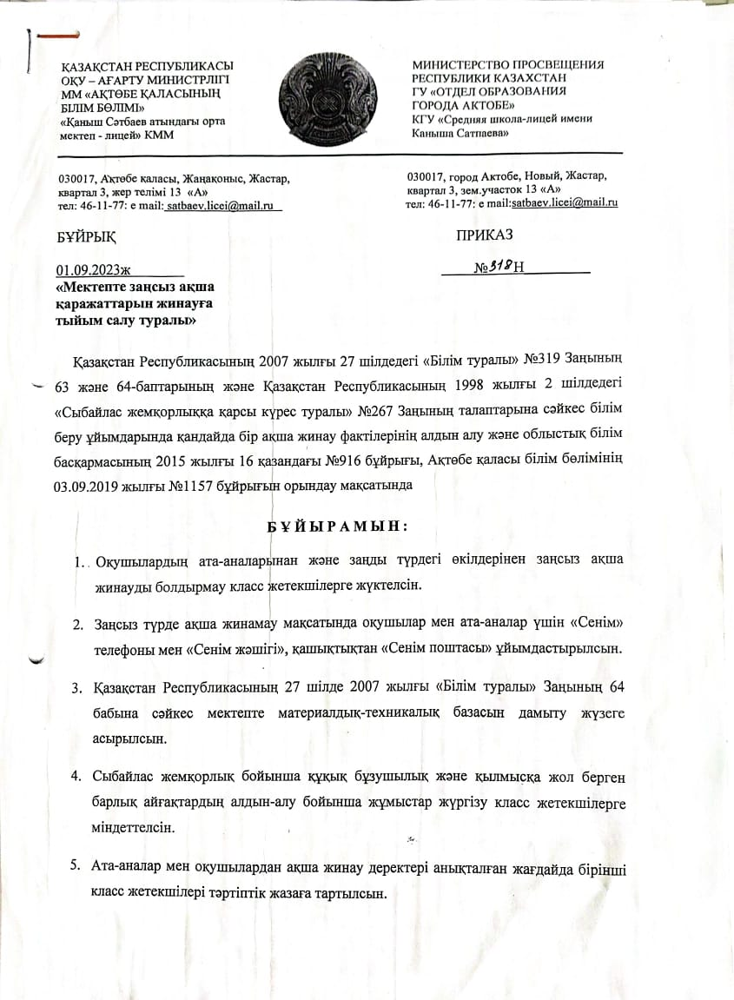 ҚАЗАҚСТАН РЕСПУБЛИКАСЫ
ОҚУ – АҒАРТУ МИНИСТРЛІГІ
ММ «АҚТӨБЕ ҚАЛАСЫНЫҢ
БІЛІМ БӨЛІМІ»
«Қаныш Сәтбаев атындағы орта
мектеп - лицей» КММ
МИНИСТЕРСТВО ПРОСВЕЩЕНИЯ
РЕСПУБЛИКИ КАЗАХСТАН
ГУ «ОТДЕЛ ОБРАЗОВАНИЯ
ГОРОДА АКТОБЕ»
КГУ «Средняя школа-лицей имени
Каныша Сатпаева»
030017, Ақтөбе қаласы, Жаңақоныс, Жастар,
квартал 3, жер телімі 13 «А»
тел: 46-11-77: e mail: satbaev.licei@mail.ru
030017, город Актобе, Новый, Жастар,
квартал 3, зем.участок 13 «А»
тел: 46-11-77: e mail:satbaev.licei@mail.ru
БҰЙРЫҚ
ПРИКАЗ
01.09.2023ж
№318Н
«Мектепте заңсыз ақша
қаражаттарын жинауға
тыйым салу туралы»
Қазақстан Республикасының 2007 жылғы 27 шілдедегі «Білім туралы» №319 Заңының
63 және 64-баптарының және Қазақстан Республикасының 1998 жылғы 2 шілдедегі
«Сыбайлас жемқорлыққа қарсы күрес туралы» №267 Заңының талаптарына сәйкес білім
беру ұйымдарында қандайда бір ақша жинау фактілерінің алдын алу және облыстық білім
басқармасының 2015 жылғы 16 қазандағы №916 бұйрығы, Ақтөбе қаласы білім бөлімінің
03.09.2019 жылғы №1157 бұйрығын орындау мақсатында
БҰЙЫРАМЫН:
1. Оқушылардың ата-аналарынан және заңды түрдегі өкілдерінен заңсыз ақша
жинауды болдырмау класс жетекшілерге жүктелсін.
2. Заңсыз түрде ақша жинамау мақсатында оқушылар мен ата-аналар үшін «Сенім»
телефоны мен «Сенім жәшігі», қашықтықтан «Сенім поштасы» ұйымдастырылсын.
3. Қазақстан Республикасының 27 шілде 2007 жылғы «Білім туралы» Заңының 64
бабына сәйкес мектепте материалдық-техникалық базасын дамыту жүзеге
асырылсын.
4. Сыбайлас жемқорлық бойынша құқық бұзушылық және қылмысқа жол берген
барлық айғақтардың алдын-алу бойынша жұмыстар жүргізу класс жетекшілерге
міндеттелсін.
5. Ата-аналар мен оқушылардан ақша жинау деректері анықталған жағдайда бірінші
класс жетекшілері тәртіптік жазаға тартылсын.